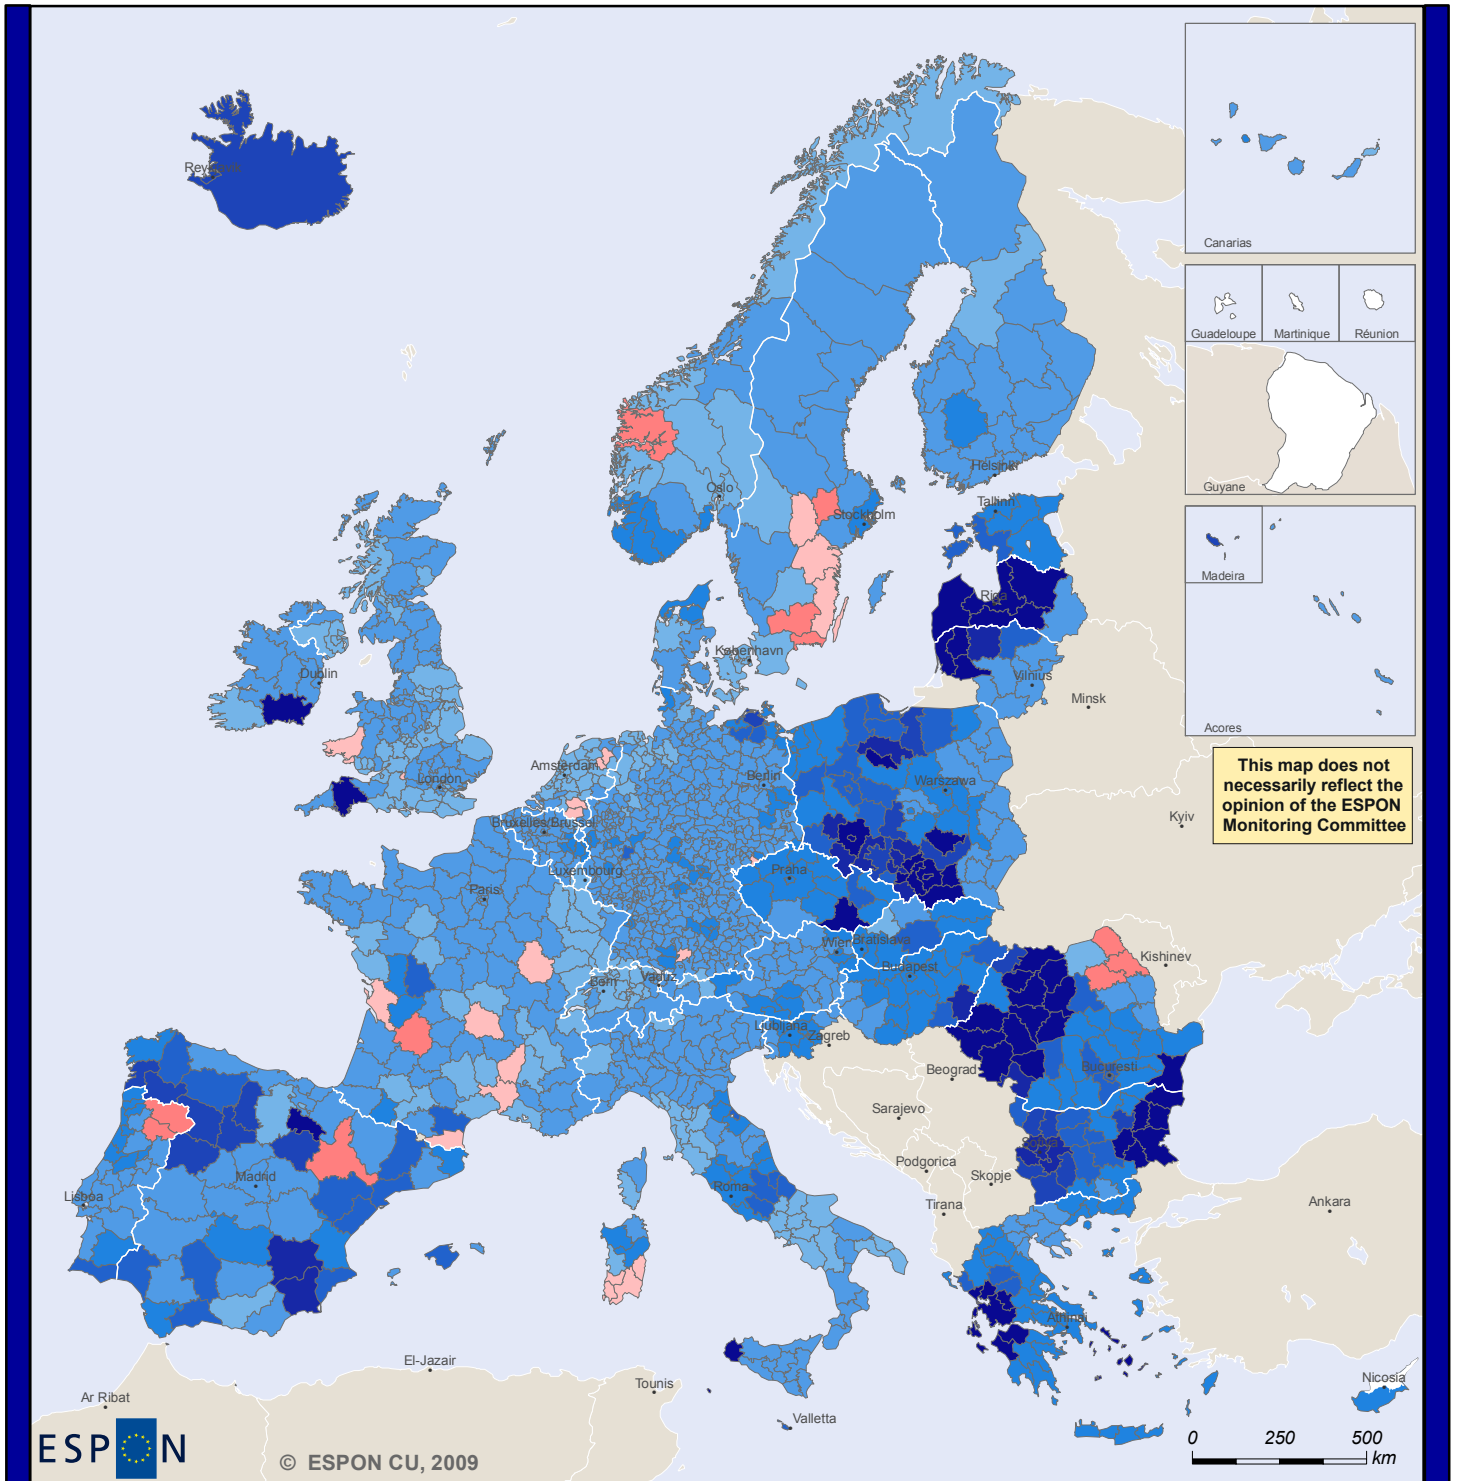 Reykjavik
Canarias
Guadeloupe
Martinique
Réunion
Guyane
Madeira
Acores
This map does not
necessarily reflect the
opinion of the ESPON
Monitoring Committee
Oslo
Helsinki
Stockholm
Tallinn
Riga
København
Vilnius
Minsk
Dublin
London
Amsterdam
Berlin
Warszawa
Kyiv
Bruxelles/Brussel
Luxembourg
Praha
Paris
Wien
Bratislava
Budapest
Kishinev
Bern
Vaduz
Ljubljana
Zagreb
Beograd
Bucuresti
Sarajevo
Sofia
Podgorica
Skopje
Tirana
Madrid
Lisboa
Roma
Ankara
Athinai
Nicosia
El-Jazair
Tounis
Ar Ribat
Valletta
0 250 500
km
ESPON
© ESPON CU, 2009